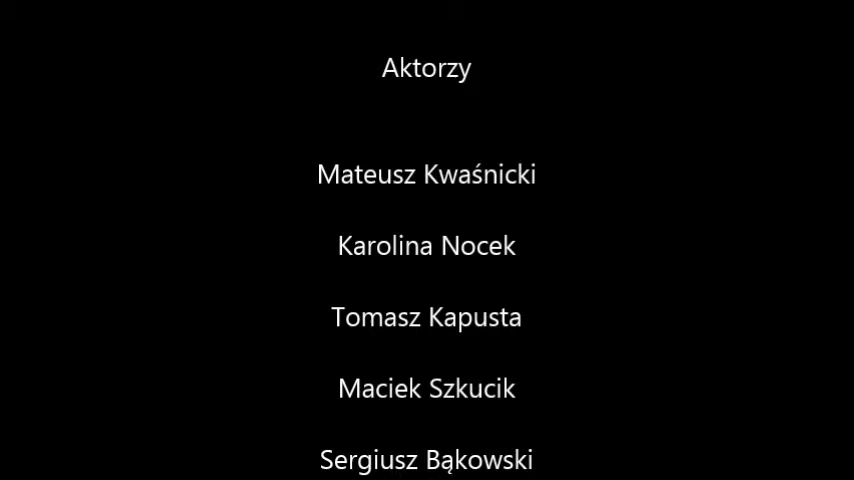 Aktorzy
Mateusz Kwaśnicki
Karolina Nocek
Tomasz Kapusta
Maciek Szkucik
Sergiusz Bąkowski